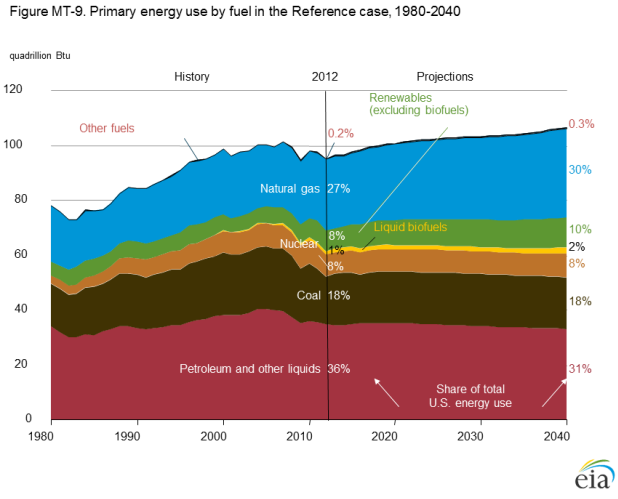 Figure MT-9. Primary energy use by fuel in the Reference case, 1980-2040
quadrillion Btu
History 2012 Projections
120
Renewables
(excluding biofuels)
Other fuels
0.2%
0.3%
100
Natural gas 27%
30%
80
8%
Liquid biofuels
10%
Nuclear
1%
2%
60
8%
8%
Coal 18%
18%
40
Petroleum and other liquids 36%
31%
20
Share of total
U.S. energy use
0
1980 1990 2000 2010 2020 2030 2040
eia